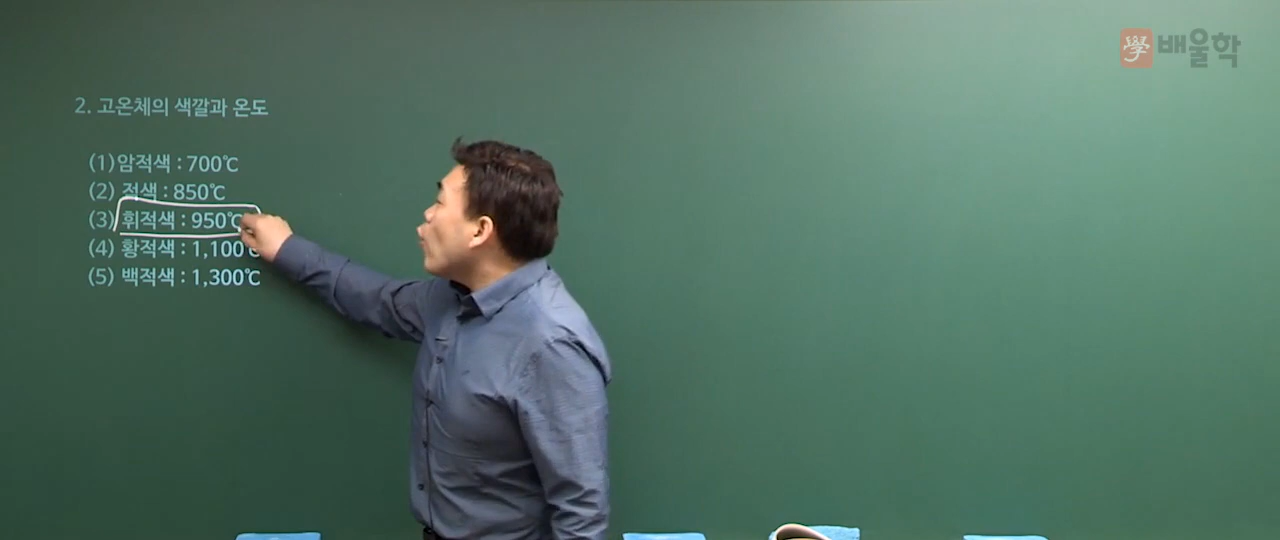 學 배울학
2. 고온체의 색깔과 온도
(1)암적색 : 700℃
(2) 적색 : 850℃
(3) 휘적색 : 950℃
(4) 황적색 : 1,100℃
(5) 백적색 : 1,300℃